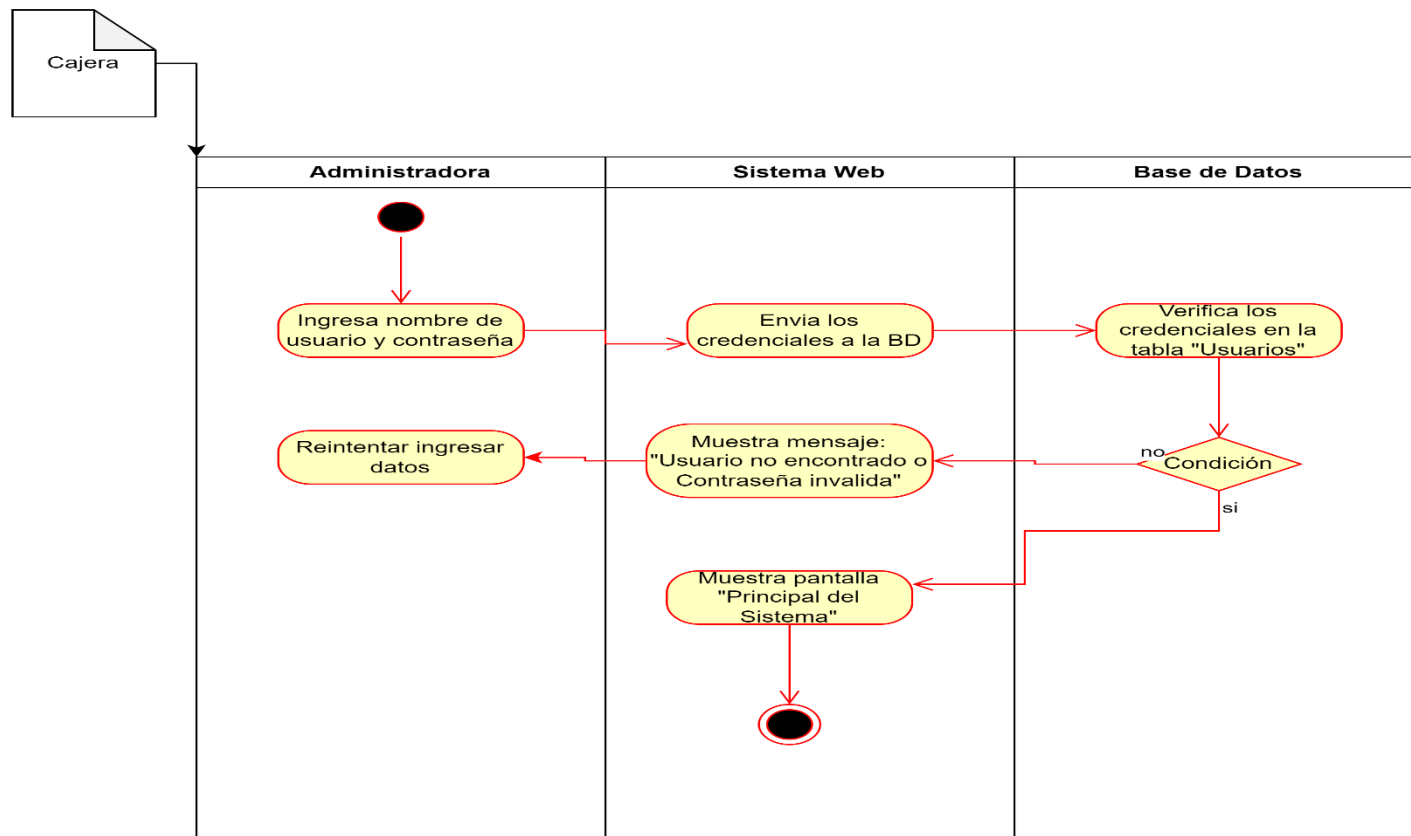 Cajera
Administradora
Sistema Web
Base de Datos
Ingresa nombre de
usuario y contraseña
Envia los
credenciales a la BD
Verifica los
credenciales en la
tabla "Usuarios"
Reintentar ingresar
datos
Muestra mensaje:
"Usuario no encontrado o
Contraseña invalida"
no
Condición
si
Muestra pantalla
"Principal del
Sistema"